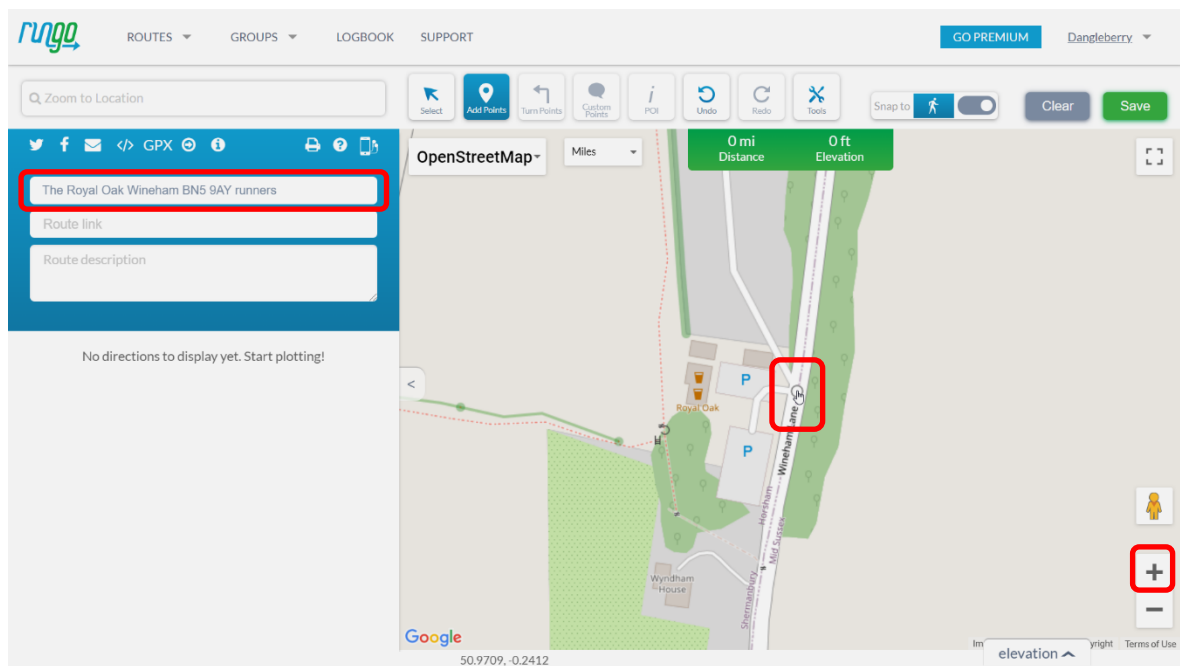 rungo
ROUTES
GROUPS
LOGBOOK
SUPPORT
GO PREMIUM
Dangleberry
Zoom to Location
Select
Add Points
Turn Points
Custom
Points
POI
Undo
Redo
Tools
Snap to
Clear
Save
</> GPX
The Royal Oak Wineham BN5 9AY runners
Route link
Route description
No directions to display yet. Start plotting!
OpenStreetMap
Miles
0 mi
Distance
0 ft
Elevation
<
P
Royal Oak
P
Wineham Lane
Horsham
Mid Sussex
Shermanbury
Wyndham
House
+
−
Google
50.9709, -0.2412
elevation
Terms of Use